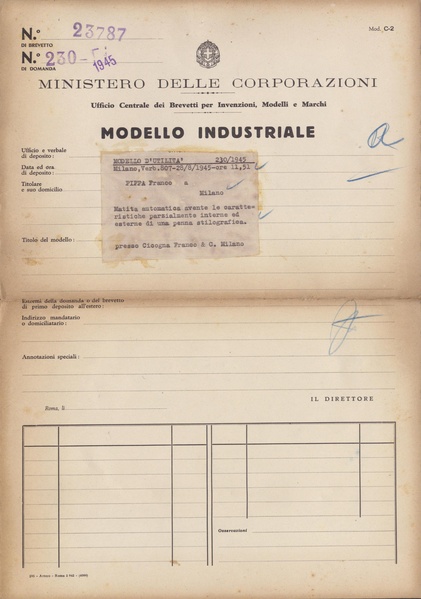 N.° 23787
DI BREVETTO
N.° 230
DI DOMANDA
1945
Mod. C-2
MINISTERO DELLE CORPORAZIONI
Ufficio Centrale dei Brevetti per Invenzioni, Modelli e Marchi
MODELLO INDUSTRIALE
Ufficio e verbale
di deposito:
Data ed ora
di deposito:
Titolare
e suo domicilio
Titolo del modello:
MODELLO D'UTILITA' 230/1945
Milano, Verb.807-28/8/1945-ore 11,51
PIPPA Franco a
Milano
Matita automatica avente le caratte-
ristiche parzialmente interne ed
esterne di una penna stilografica.
presso Cicogna Franco & C. Milano
Estremi della domanda o del brevetto
di primo deposito all'estero:
Indirizzo mandatario
o domiciliatario:
Annotazioni speciali:
IL DIRETTORE
Roma, li
Osservazioni